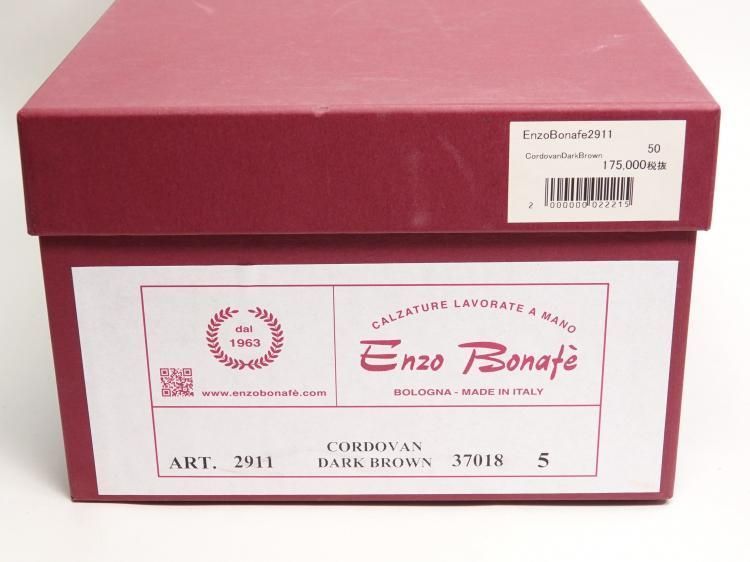 EnzoBonafe2911
50
CordovanDarkBrown
175,000税抜
2 000000 022215
dal
1963
www.enzobonafè.com
CALZATURE LAVORATE A MANO
Enzo Bonafè
BOLOGNA - MADE IN ITALY
CORDOVAN
ART. 2911 DARK BROWN 37018 5